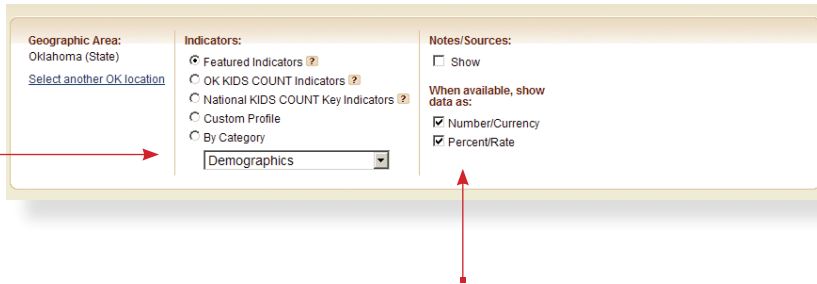 Geographic Area:
Oklahoma (State)
Select another OK location
Indicators:
Featured Indicators ?
OK KIDS COUNT Indicators ?
National KIDS COUNT Key Indicators ?
Custom Profile
By Category
Demographics
Notes/Sources:
Show
When available, show
data as:
Number/Currency
Percent/Rate